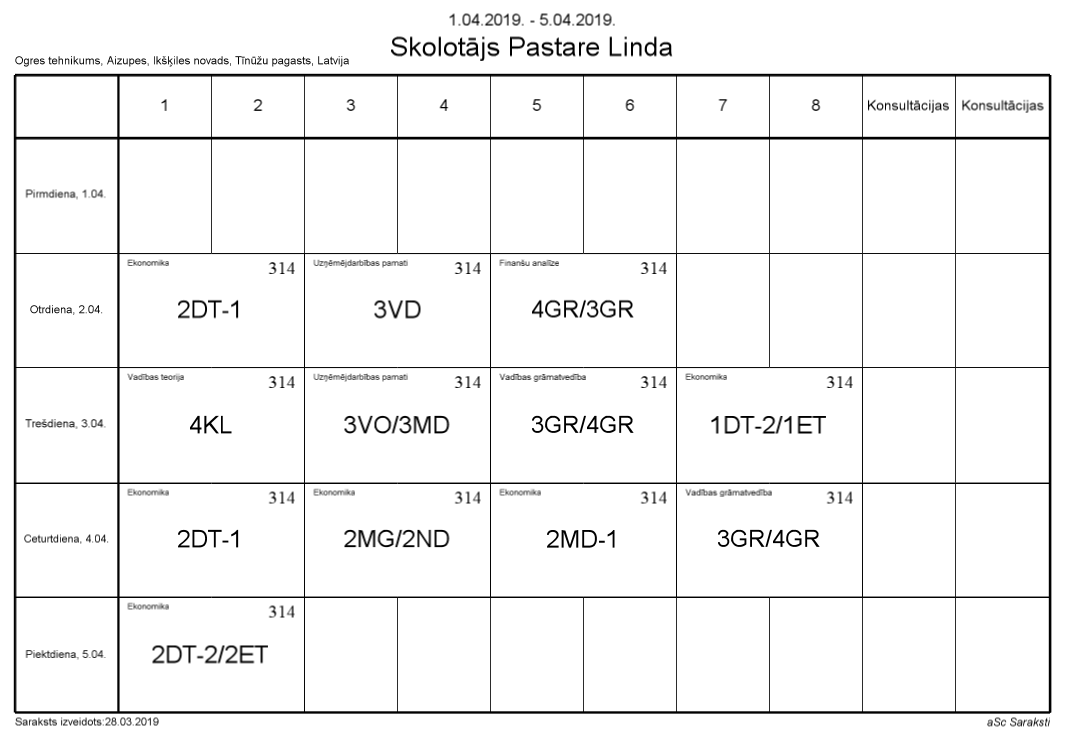 1.04.2019. - 5.04.2019.
Skolotājs Pastare Linda
Ogres tehnikums, Aizupes, Ikšķiles novads, Tīnūžu pagasts, Latvija
1 2 3 4 5 6 7 8 Konsultācijas Konsultācijas
Pirmdiena, 1.04.
Ekonomika 314 Uzņēmējdarbības pamati 314 Finanšu analīze 314
Otrdiena, 2.04. 2DT-1 3VD 4GR/3GR
Vadības teorija 314 Uzņēmējdarbības pamati 314 Vadības grāmatvedība 314 Ekonomika 314
Trešdiena, 3.04. 4KL 3VO/3MD 3GR/4GR 1DT-2/1ET
Ekonomika 314 Ekonomika 314 Ekonomika 314 Vadības grāmatvedība 314
Ceturtdiena, 4.04. 2DT-1 2MG/2ND 2MD-1 3GR/4GR
Ekonomika 314
Piektdiena, 5.04. 2DT-2/2ET
Saraksts izveidots:28.03.2019 aSc Saraksti